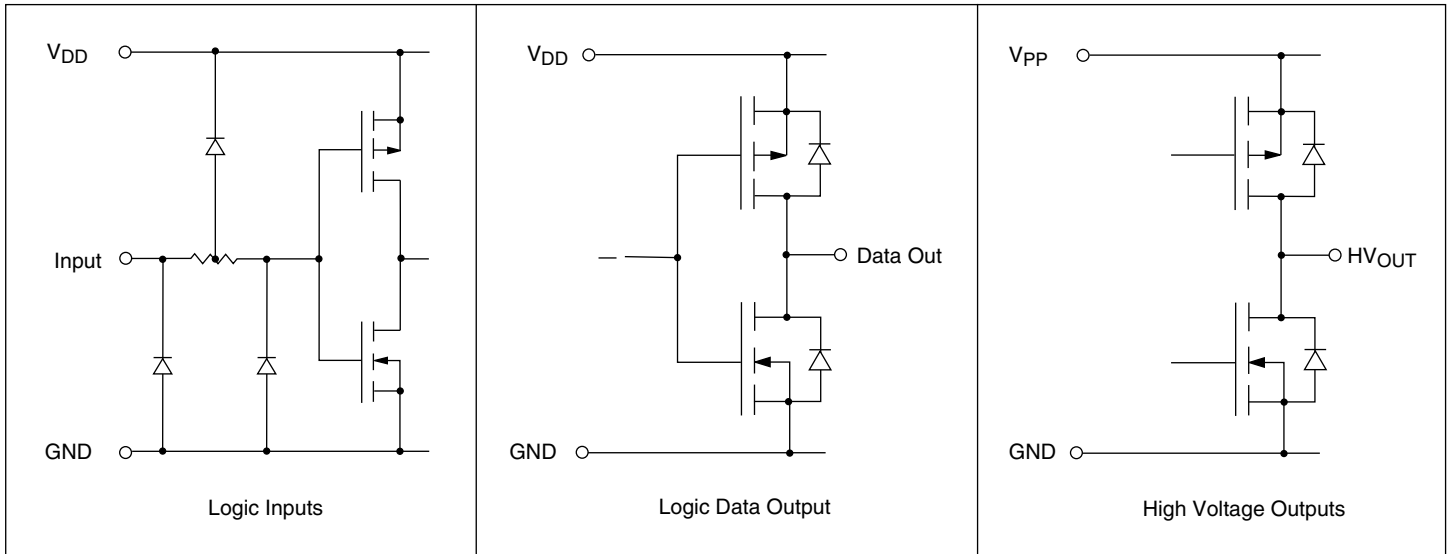 VDD
Input
GND
Logic Inputs
VDD
Data Out
GND
Logic Data Output
VPP
HVOUT
GND
High Voltage Outputs